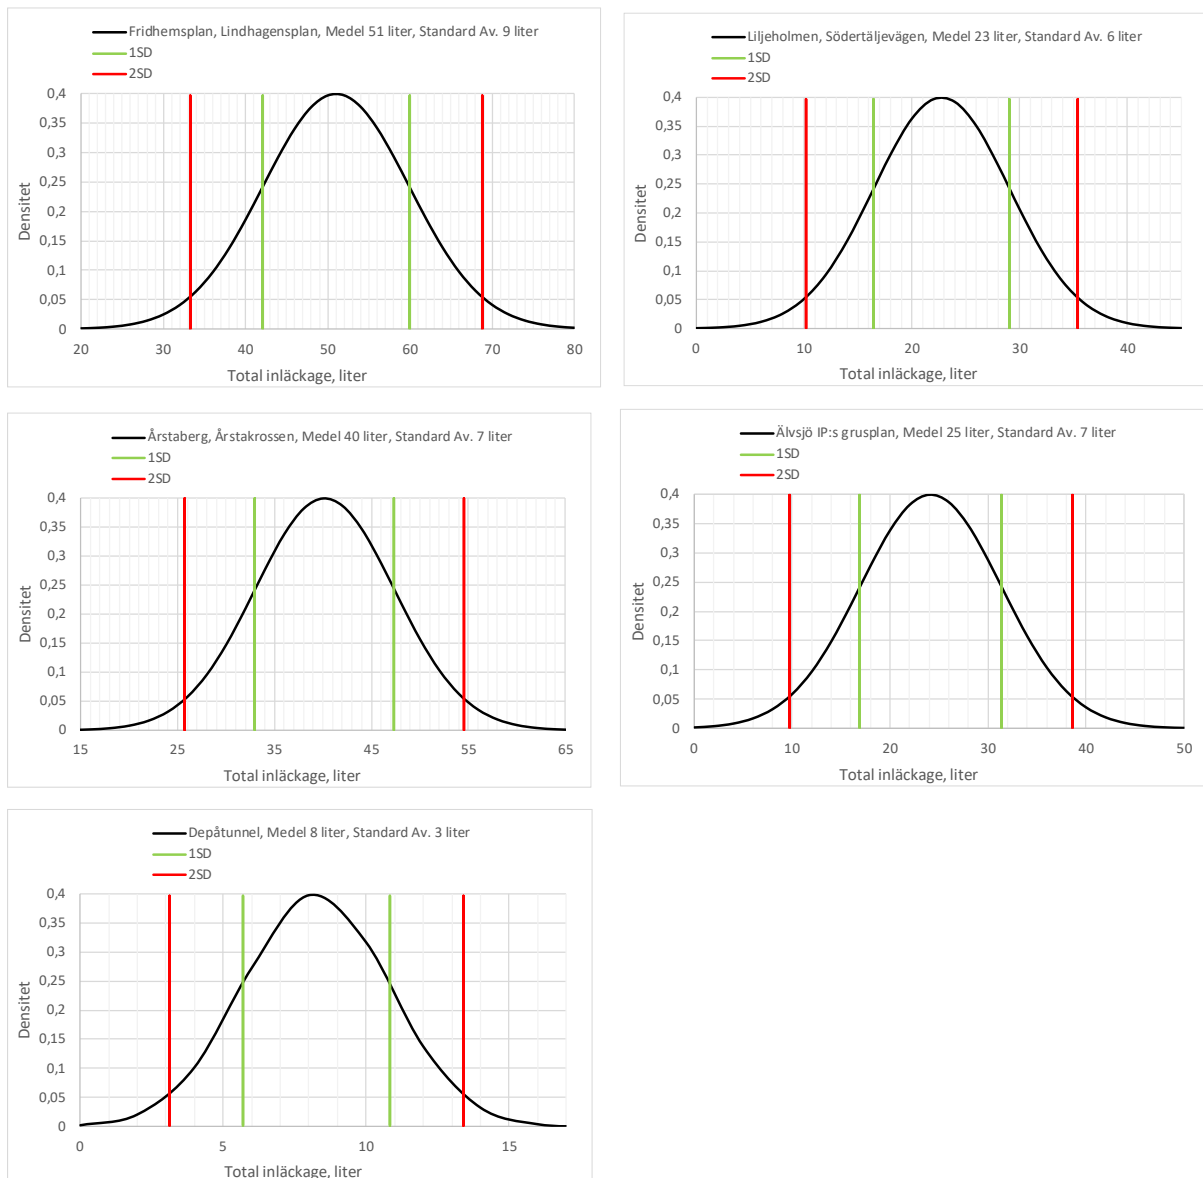 Fridhemsplan, Lindhagensplan, Medel 51 liter, Standard Av. 9 liter
1SD
2SD
0,4
0,35
0,3
0,25
0,2
0,15
0,1
0,05
0
Densitet
20 30 40 50 60 70 80
Total inläckage, liter
Liljeholmen, Södertäljevägen, Medel 23 liter, Standard Av. 6 liter
1SD
2SD
0,4
0,35
0,3
0,25
0,2
0,15
0,1
0,05
0
Densitet
0 10 20 30 40
Total inläckage, liter
Årstaberg, Årstakrossen, Medel 40 liter, Standard Av. 7 liter
1SD
2SD
0,4
0,35
0,3
0,25
0,2
0,15
0,1
0,05
0
Densitet
15 25 35 45 55 65
Total inläckage, liter
Älvsjö IP:s grusplan, Medel 25 liter, Standard Av. 7 liter
1SD
2SD
0,4
0,35
0,3
0,25
0,2
0,15
0,1
0,05
0
Densitet
0 10 20 30 40 50
Total inläckage, liter
Depåtunnel, Medel 8 liter, Standard Av. 3 liter
1SD
2SD
0,4
0,35
0,3
0,25
0,2
0,15
0,1
0,05
0
Densitet
0 5 10 15
Total inläckage, liter